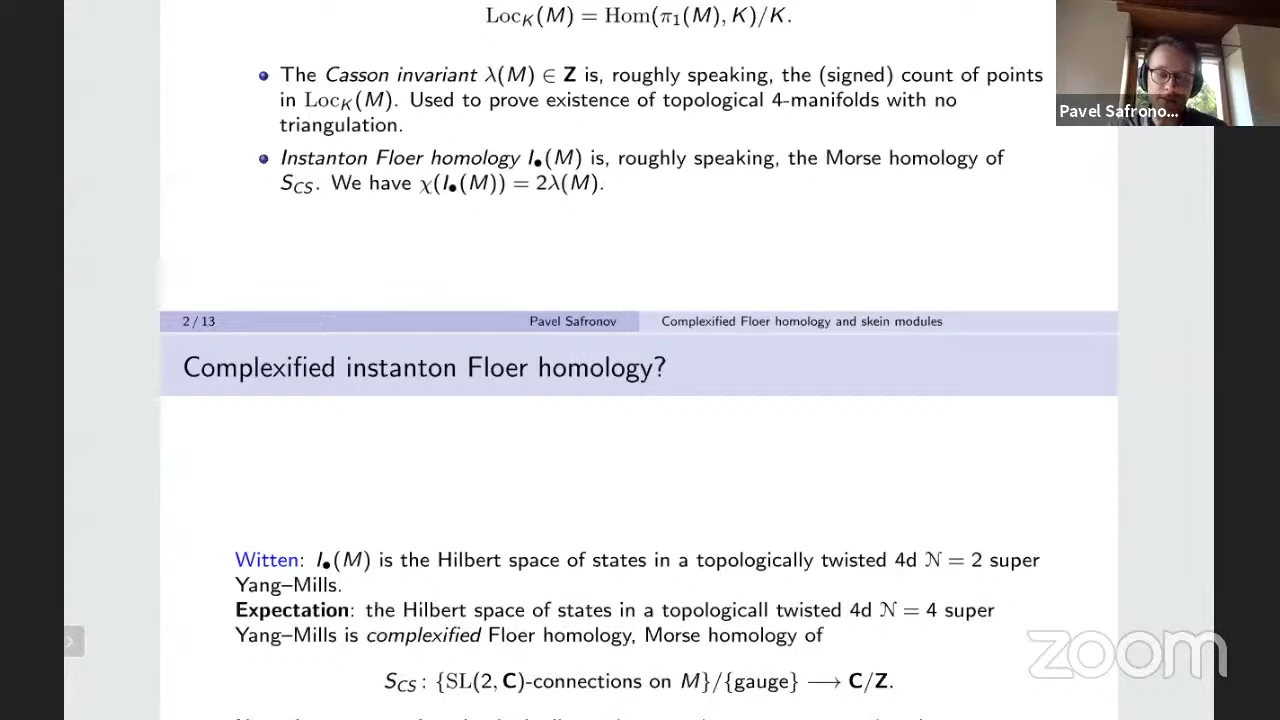 Loc_K(M) = Hom(π₁(M), K)/K.
The Casson invariant λ(M) ∈ Z is, roughly speaking, the (signed) count of points
in Loc_K(M). Used to prove existence of topological 4-manifolds with no
triangulation.
Instanton Floer homology I•(M) is, roughly speaking, the Morse homology of
S_CS. We have χ(I•(M)) = 2λ(M).
2 / 13 Pavel Safronov Complexified Floer homology and skein modules
Complexified instanton Floer homology?
Witten: I•(M) is the Hilbert space of states in a topologically twisted 4d N = 2 super
Yang–Mills.
Expectation: the Hilbert space of states in a topologicall twisted 4d N = 4 super
Yang–Mills is complexified Floer homology, Morse homology of
S_CS : {SL(2, C)-connections on M}/{gauge} ⟶ C/Z.
Pavel Safrono...
zoom